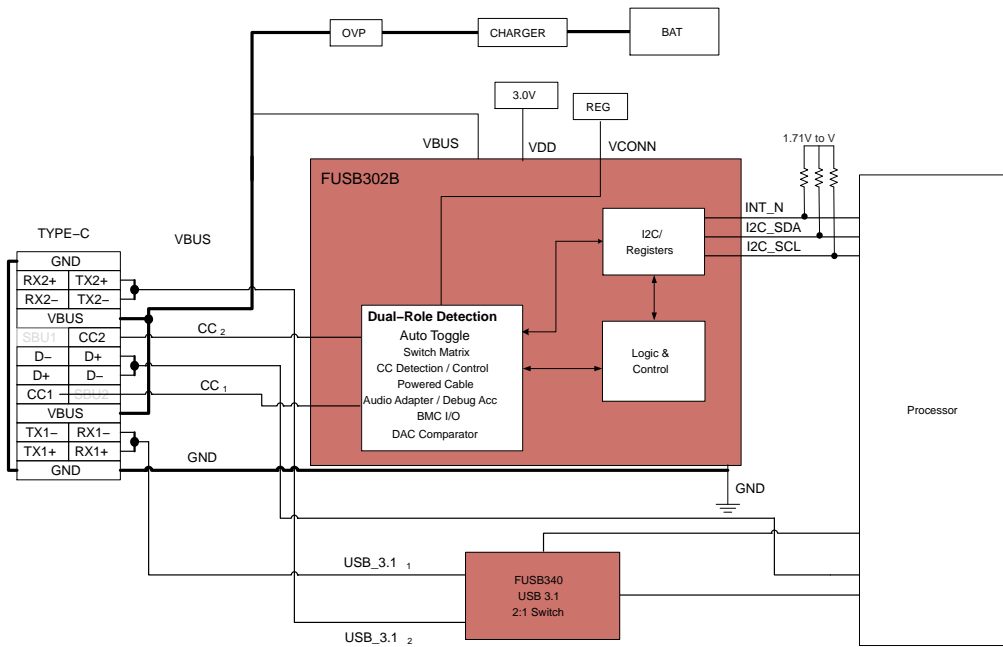 OVP
CHARGER
BAT
3.0V
REG
VBUS
VDD
VCONN
1.71V to V
FUSB302B
INT_N
I2C_SDA
I2C_SCL
I2C/
Registers
TYPE−C
VBUS
GND
RX2+ TX2+
RX2− TX2−
VBUS
SBU1 CC2
D− D+
D+ D−
CC1 SBU2
VBUS
TX1− RX1−
TX1+ RX1+
GND
CC 2
CC 1
GND
Dual−Role Detection
Auto Toggle
Switch Matrix
CC Detection / Control
Powered Cable
Audio Adapter / Debug Acc
BMC I/O
DAC Comparator
Logic &
Control
Processor
GND
USB_3.1 1
USB_3.1 2
FUSB340
USB 3.1
2:1 Switch